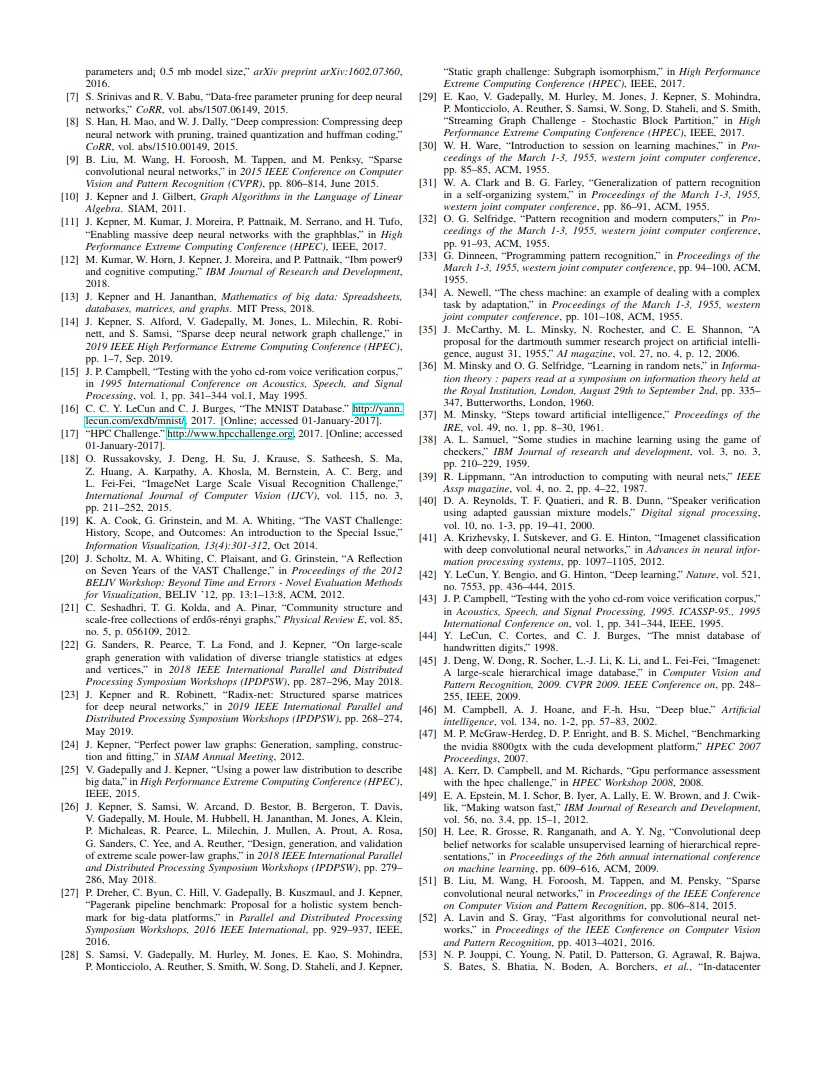 parameters and¡ 0.5 mb model size,” arXiv preprint arXiv:1602.07360,
2016.
[7] S. Srinivas and R. V. Babu, “Data-free parameter pruning for deep neural
networks,” CoRR, vol. abs/1507.06149, 2015.
[8] S. Han, H. Mao, and W. J. Dally, “Deep compression: Compressing deep
neural network with pruning, trained quantization and huffman coding,”
CoRR, vol. abs/1510.00149, 2015.
[9] B. Liu, M. Wang, H. Foroosh, M. Tappen, and M. Penksy, “Sparse
convolutional neural networks,” in 2015 IEEE Conference on Computer
Vision and Pattern Recognition (CVPR), pp. 806–814, June 2015.
[10] J. Kepner and J. Gilbert, Graph Algorithms in the Language of Linear
Algebra. SIAM, 2011.
[11] J. Kepner, M. Kumar, J. Moreira, P. Pattnaik, M. Serrano, and H. Tufo,
“Enabling massive deep neural networks with the graphblas,” in High
Performance Extreme Computing Conference (HPEC), IEEE, 2017.
[12] M. Kumar, W. Horn, J. Kepner, J. Moreira, and P. Pattnaik, “Ibm power9
and cognitive computing,” IBM Journal of Research and Development,
2018.
[13] J. Kepner and H. Jananthan, Mathematics of big data: Spreadsheets,
databases, matrices, and graphs. MIT Press, 2018.
[14] J. Kepner, S. Alford, V. Gadepally, M. Jones, L. Milechin, R. Robi-
nett, and S. Samsi, “Sparse deep neural network graph challenge,” in
2019 IEEE High Performance Extreme Computing Conference (HPEC),
pp. 1–7, Sep. 2019.
[15] J. P. Campbell, “Testing with the yoho cd-rom voice verification corpus,”
in 1995 International Conference on Acoustics, Speech, and Signal
Processing, vol. 1, pp. 341–344 vol.1, May 1995.
[16] C. C. Y. LeCun and C. J. Burges, “The MNIST Database.” http://yann.
lecun.com/exdb/mnist/, 2017. [Online; accessed 01-January-2017].
[17] “HPC Challenge.” http://www.hpcchallenge.org, 2017. [Online; accessed
01-January-2017].
[18] O. Russakovsky, J. Deng, H. Su, J. Krause, S. Satheesh, S. Ma,
Z. Huang, A. Karpathy, A. Khosla, M. Bernstein, A. C. Berg, and
L. Fei-Fei, “ImageNet Large Scale Visual Recognition Challenge,”
International Journal of Computer Vision (IJCV), vol. 115, no. 3,
pp. 211–252, 2015.
[19] K. A. Cook, G. Grinstein, and M. A. Whiting, “The VAST Challenge:
History, Scope, and Outcomes: An introduction to the Special Issue,”
Information Visualization, 13(4):301-312, Oct 2014.
[20] J. Scholtz, M. A. Whiting, C. Plaisant, and G. Grinstein, “A Reflection
on Seven Years of the VAST Challenge,” in Proceedings of the 2012
BELIV Workshop: Beyond Time and Errors - Novel Evaluation Methods
for Visualization, BELIV ’12, pp. 13:1–13:8, ACM, 2012.
[21] C. Seshadhri, T. G. Kolda, and A. Pinar, “Community structure and
scale-free collections of erdős-rényi graphs,” Physical Review E, vol. 85,
no. 5, p. 056109, 2012.
[22] G. Sanders, R. Pearce, T. La Fond, and J. Kepner, “On large-scale
graph generation with validation of diverse triangle statistics at edges
and vertices,” in 2018 IEEE International Parallel and Distributed
Processing Symposium Workshops (IPDPSW), pp. 287–296, May 2018.
[23] J. Kepner and R. Robinett, “Radix-net: Structured sparse matrices
for deep neural networks,” in 2019 IEEE International Parallel and
Distributed Processing Symposium Workshops (IPDPSW), pp. 268–274,
May 2019.
[24] J. Kepner, “Perfect power law graphs: Generation, sampling, construc-
tion and fitting,” in SIAM Annual Meeting, 2012.
[25] V. Gadepally and J. Kepner, “Using a power law distribution to describe
big data,” in High Performance Extreme Computing Conference (HPEC),
IEEE, 2015.
[26] J. Kepner, S. Samsi, W. Arcand, D. Bestor, B. Bergeron, T. Davis,
V. Gadepally, M. Houle, M. Hubbell, H. Jananthan, M. Jones, A. Klein,
P. Michaleas, R. Pearce, L. Milechin, J. Mullen, A. Prout, A. Rosa,
G. Sanders, C. Yee, and A. Reuther, “Design, generation, and validation
of extreme scale power-law graphs,” in 2018 IEEE International Parallel
and Distributed Processing Symposium Workshops (IPDPSW), pp. 279–
286, May 2018.
[27] P. Dreher, C. Byun, C. Hill, V. Gadepally, B. Kuszmaul, and J. Kepner,
“Pagerank pipeline benchmark: Proposal for a holistic system bench-
mark for big-data platforms,” in Parallel and Distributed Processing
Symposium Workshops, 2016 IEEE International, pp. 929–937, IEEE,
2016.
[28] S. Samsi, V. Gadepally, M. Hurley, M. Jones, E. Kao, S. Mohindra,
P. Monticciolo, A. Reuther, S. Smith, W. Song, D. Staheli, and J. Kepner,
“Static graph challenge: Subgraph isomorphism,” in High Performance
Extreme Computing Conference (HPEC), IEEE, 2017.
[29] E. Kao, V. Gadepally, M. Hurley, M. Jones, J. Kepner, S. Mohindra,
P. Monticciolo, A. Reuther, S. Samsi, W. Song, D. Staheli, and S. Smith,
“Streaming Graph Challenge - Stochastic Block Partition,” in High
Performance Extreme Computing Conference (HPEC), IEEE, 2017.
[30] W. H. Ware, “Introduction to session on learning machines,” in Pro-
ceedings of the March 1-3, 1955, western joint computer conference,
pp. 85–85, ACM, 1955.
[31] W. A. Clark and B. G. Farley, “Generalization of pattern recognition
in a self-organizing system,” in Proceedings of the March 1-3, 1955,
western joint computer conference, pp. 86–91, ACM, 1955.
[32] O. G. Selfridge, “Pattern recognition and modern computers,” in Pro-
ceedings of the March 1-3, 1955, western joint computer conference,
pp. 91–93, ACM, 1955.
[33] G. Dinneen, “Programming pattern recognition,” in Proceedings of the
March 1-3, 1955, western joint computer conference, pp. 94–100, ACM,
1955.
[34] A. Newell, “The chess machine: an example of dealing with a complex
task by adaptation,” in Proceedings of the March 1-3, 1955, western
joint computer conference, pp. 101–108, ACM, 1955.
[35] J. McCarthy, M. L. Minsky, N. Rochester, and C. E. Shannon, “A
proposal for the dartmouth summer research project on artificial intelli-
gence, august 31, 1955,” AI magazine, vol. 27, no. 4, p. 12, 2006.
[36] M. Minsky and O. G. Selfridge, “Learning in random nets,” in Informa-
tion theory : papers read at a symposium on information theory held at
the Royal Institution, London, August 29th to September 2nd, pp. 335–
347, Butterworths, London, 1960.
[37] M. Minsky, “Steps toward artificial intelligence,” Proceedings of the
IRE, vol. 49, no. 1, pp. 8–30, 1961.
[38] A. L. Samuel, “Some studies in machine learning using the game of
checkers,” IBM Journal of research and development, vol. 3, no. 3,
pp. 210–229, 1959.
[39] R. Lippmann, “An introduction to computing with neural nets,” IEEE
Assp magazine, vol. 4, no. 2, pp. 4–22, 1987.
[40] D. A. Reynolds, T. F. Quatieri, and R. B. Dunn, “Speaker verification
using adapted gaussian mixture models,” Digital signal processing,
vol. 10, no. 1-3, pp. 19–41, 2000.
[41] A. Krizhevsky, I. Sutskever, and G. E. Hinton, “Imagenet classification
with deep convolutional neural networks,” in Advances in neural infor-
mation processing systems, pp. 1097–1105, 2012.
[42] Y. LeCun, Y. Bengio, and G. Hinton, “Deep learning,” Nature, vol. 521,
no. 7553, pp. 436–444, 2015.
[43] J. P. Campbell, “Testing with the yoho cd-rom voice verification corpus,”
in Acoustics, Speech, and Signal Processing, 1995. ICASSP-95., 1995
International Conference on, vol. 1, pp. 341–344, IEEE, 1995.
[44] Y. LeCun, C. Cortes, and C. J. Burges, “The mnist database of
handwritten digits,” 1998.
[45] J. Deng, W. Dong, R. Socher, L.-J. Li, K. Li, and L. Fei-Fei, “Imagenet:
A large-scale hierarchical image database,” in Computer Vision and
Pattern Recognition, 2009. CVPR 2009. IEEE Conference on, pp. 248–
255, IEEE, 2009.
[46] M. Campbell, A. J. Hoane, and F.-h. Hsu, “Deep blue,” Artificial
intelligence, vol. 134, no. 1-2, pp. 57–83, 2002.
[47] M. P. McGraw-Herdeg, D. P. Enright, and B. S. Michel, “Benchmarking
the nvidia 8800gtx with the cuda development platform,” HPEC 2007
Proceedings, 2007.
[48] A. Kerr, D. Campbell, and M. Richards, “Gpu performance assessment
with the hpec challenge,” in HPEC Workshop 2008, 2008.
[49] E. A. Epstein, M. I. Schor, B. Iyer, A. Lally, E. W. Brown, and J. Cwik-
lik, “Making watson fast,” IBM Journal of Research and Development,
vol. 56, no. 3.4, pp. 15–1, 2012.
[50] H. Lee, R. Grosse, R. Ranganath, and A. Y. Ng, “Convolutional deep
belief networks for scalable unsupervised learning of hierarchical repre-
sentations,” in Proceedings of the 26th annual international conference
on machine learning, pp. 609–616, ACM, 2009.
[51] B. Liu, M. Wang, H. Foroosh, M. Tappen, and M. Pensky, “Sparse
convolutional neural networks,” in Proceedings of the IEEE Conference
on Computer Vision and Pattern Recognition, pp. 806–814, 2015.
[52] A. Lavin and S. Gray, “Fast algorithms for convolutional neural net-
works,” in Proceedings of the IEEE Conference on Computer Vision
and Pattern Recognition, pp. 4013–4021, 2016.
[53] N. P. Jouppi, C. Young, N. Patil, D. Patterson, G. Agrawal, R. Bajwa,
S. Bates, S. Bhatia, N. Boden, A. Borchers, et al., “In-datacenter